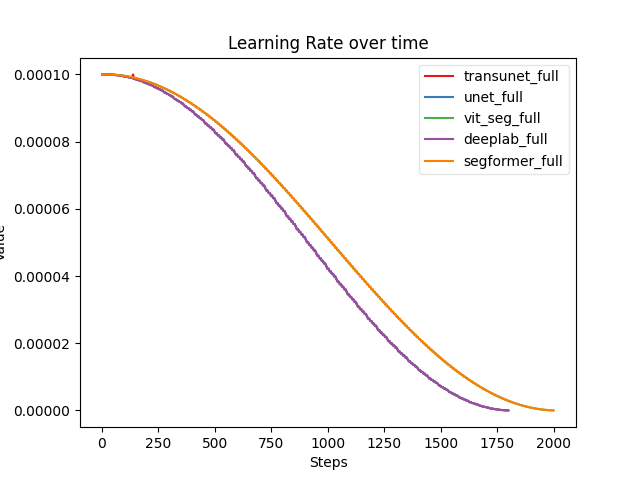 Learning Rate over time
0.00010
0.00008
0.00006
0.00004
0.00002
0.00000
transunet_full
unet_full
vit_seg_full
deeplab_full
segformer_full
0 250 500 750 1000 1250 1500 1750 2000
Steps